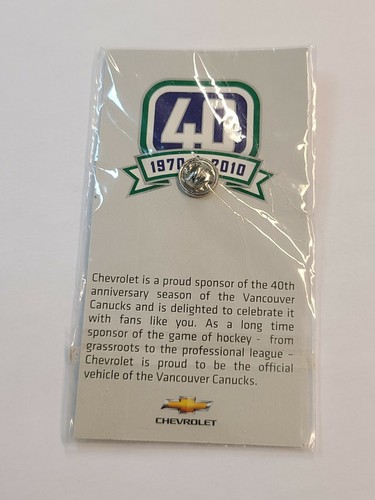 40
1970 2010
Chevrolet is a proud sponsor of the 40th
anniversary season of the Vancouver
Canucks and is delighted to celebrate it
with fans like you. As a long time
sponsor of the game of hockey - from
grassroots to the professional league -
Chevrolet is proud to be the official
vehicle of the Vancouver Canucks.
CHEVROLET